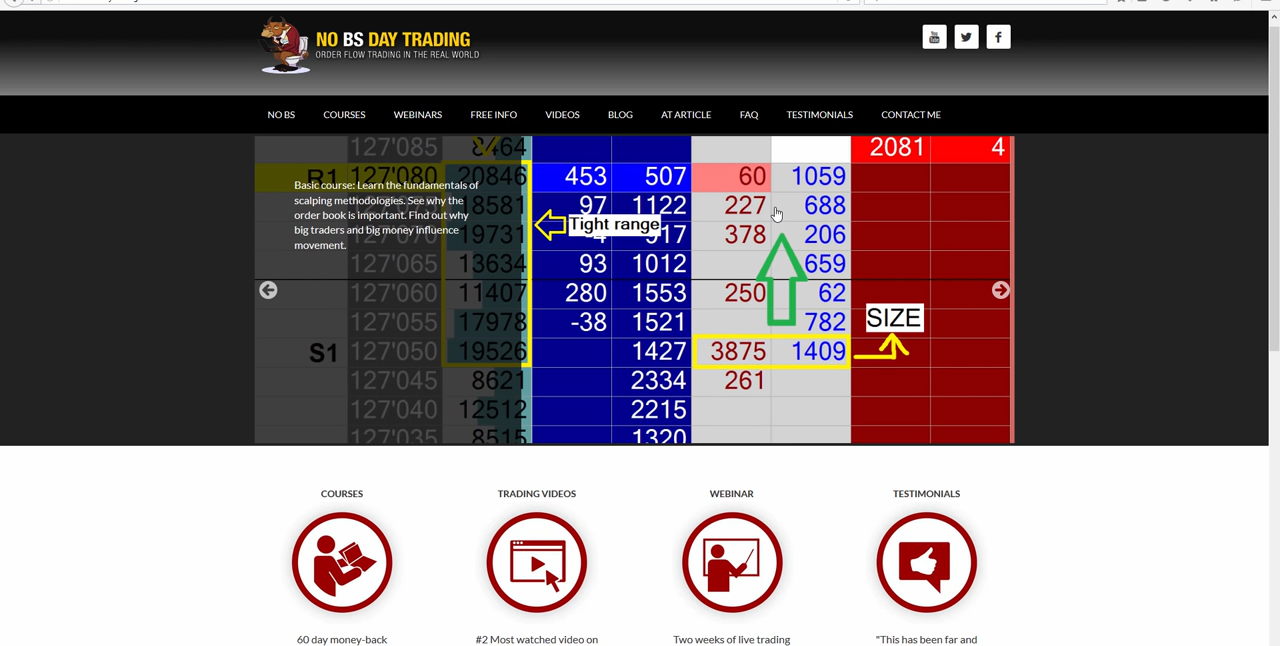 NO BS DAY TRADING
ORDER FLOW TRADING IN THE REAL WORLD
NO BS COURSES WEBINARS FREE INFO VIDEOS BLOG AT ARTICLE FAQ TESTIMONIALS CONTACT ME
127'085 8464 2081 4
R1 127'080 20846 453 507 60 1059
Basic course: Learn the fundamentals of
scalping methodologies. See why the
order book is important. Find out why
big traders and big money influence
movement.
18581 97 1122 227 688
Tight range
19731 378 206
127'065 13634 93 1012 659
127'060 11407 280 1553 250 62
127'055 17978 -38 1521 782
SIZE
S1 127'050 19526 1427 3875 1409
127'045 8621 2334 261
127'040 12512 2215
127'035 8515 1320
COURSES TRADING VIDEOS WEBINAR TESTIMONIALS
60 day money-back #2 Most watched video on Two weeks of live trading "This has been far and